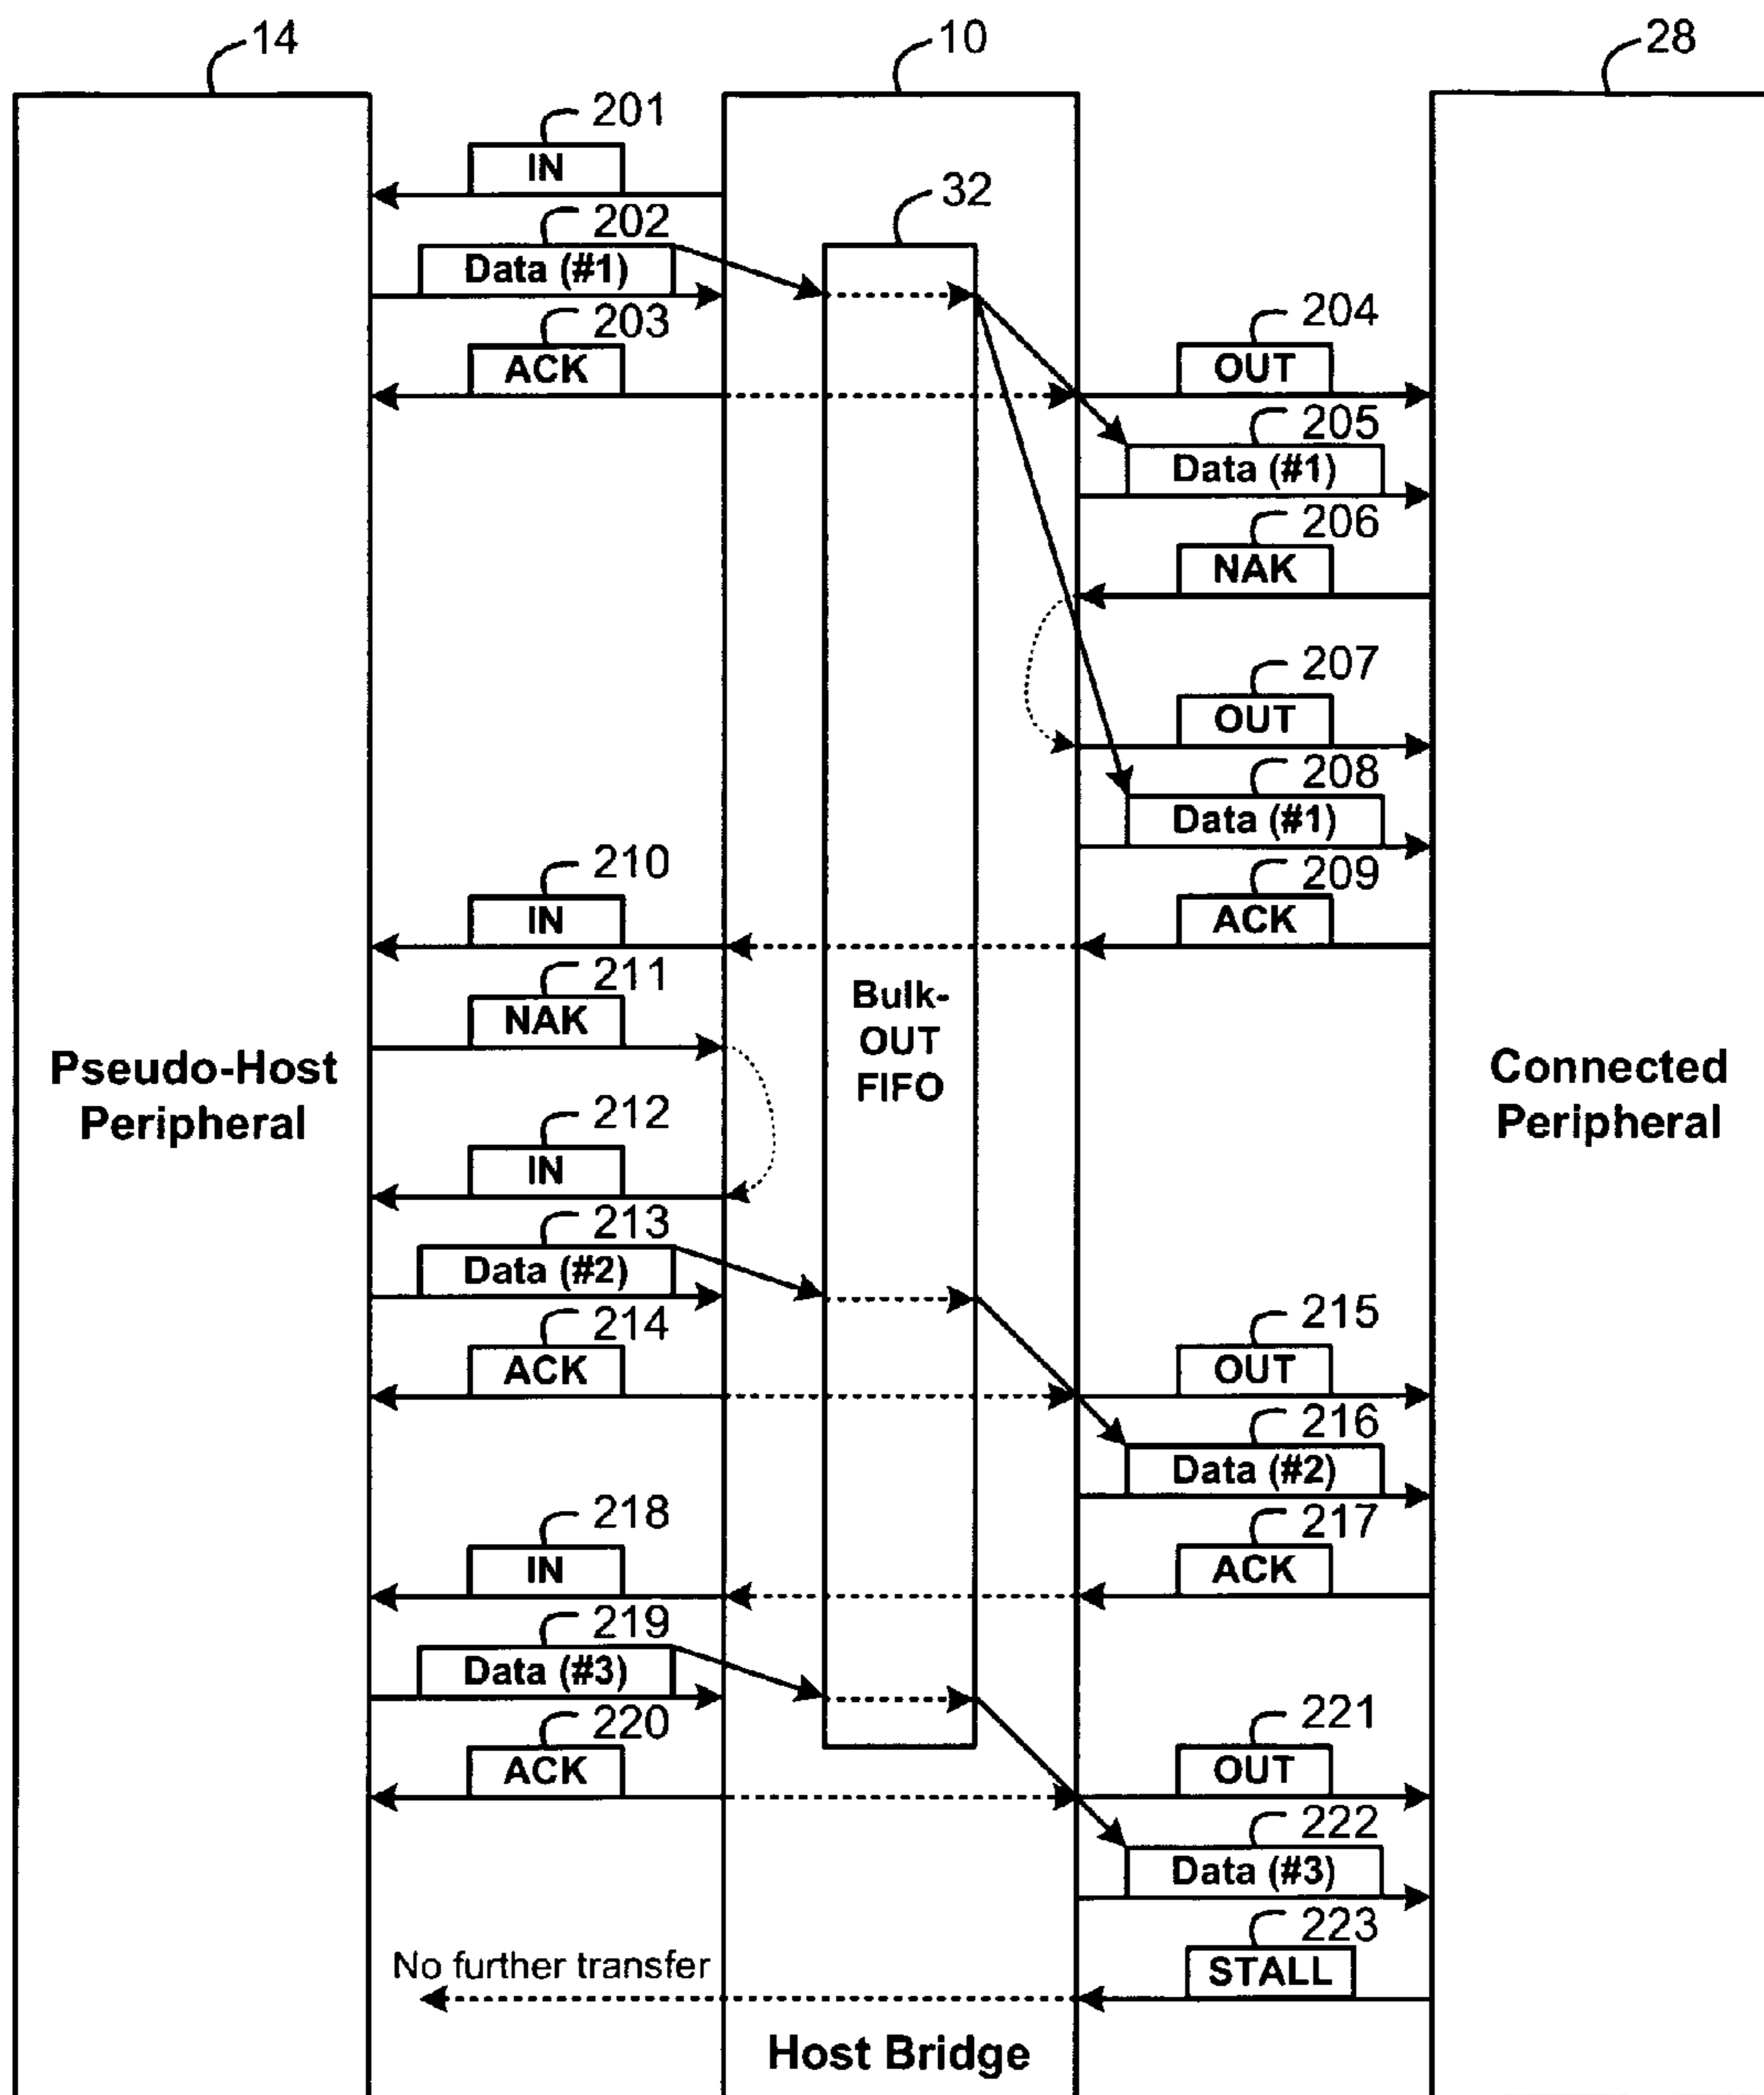 14
10
28
201
IN
32
202
Data (#1)
203
ACK
204
OUT
205
Data (#1)
206
NAK
207
OUT
208
Data (#1)
210
IN
209
ACK
211
NAK
Bulk-
OUT
FIFO
Pseudo-Host
Peripheral
Connected
Peripheral
212
IN
213
Data (#2)
214
ACK
215
OUT
216
Data (#2)
218
IN
217
ACK
219
Data (#3)
220
ACK
221
OUT
222
Data (#3)
223
STALL
No further transfer
Host Bridge